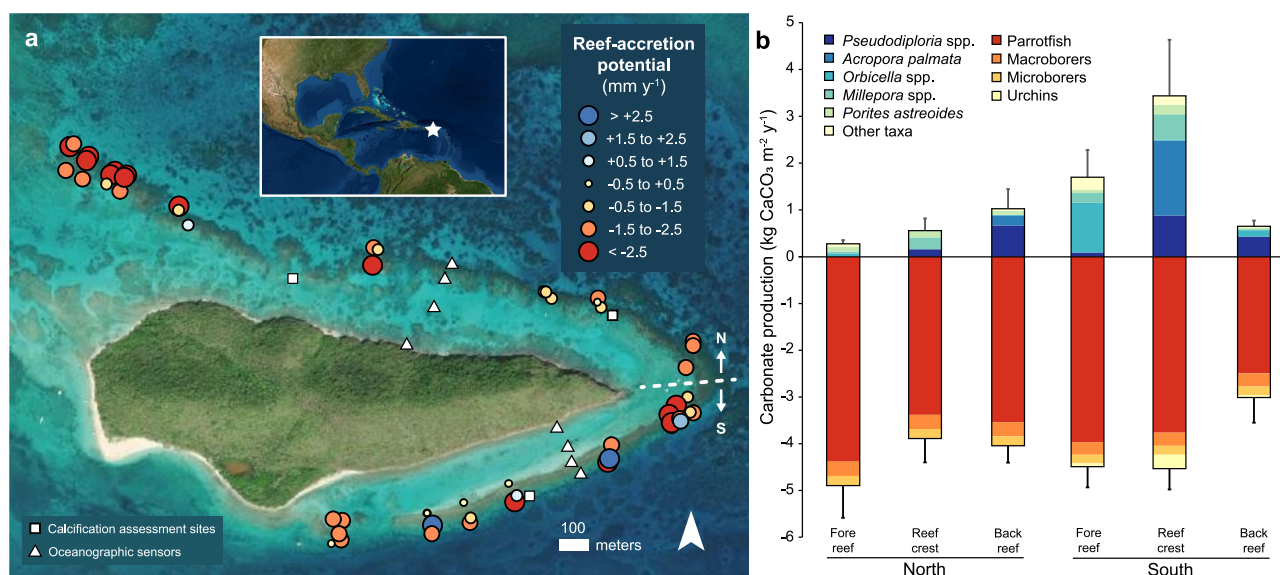 a
Reef-accretion
potential
(mm y⁻¹)
> +2.5
+1.5 to +2.5
+0.5 to +1.5
-0.5 to +0.5
-0.5 to -1.5
-1.5 to -2.5
< -2.5
N
S
Calcification assessment sites
Oceanographic sensors
100
meters
b
Carbonate production (kg CaCO₃ m⁻² y⁻¹)
5
4
3
2
1
0
-1
-2
-3
-4
-5
-6
Pseudodiploria spp.
Acropora palmata
Orbicella spp.
Millepora spp.
Porites astreoides
Other taxa
Parrotfish
Macroborers
Microborers
Urchins
Fore reef
Reef crest
Back reef
Fore reef
Reef crest
Back reef
North
South